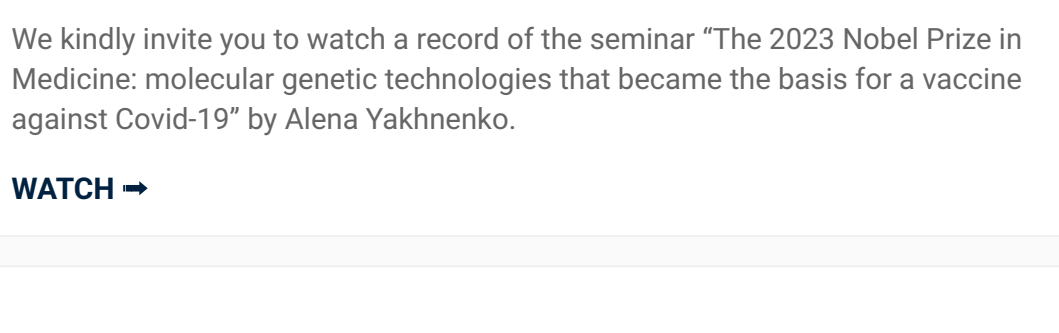 We kindly invite you to watch a record of the seminar “The 2023 Nobel Prize in
Medicine: molecular genetic technologies that became the basis for a vaccine
against Covid-19” by Alena Yakhnenko.
WATCH ➟